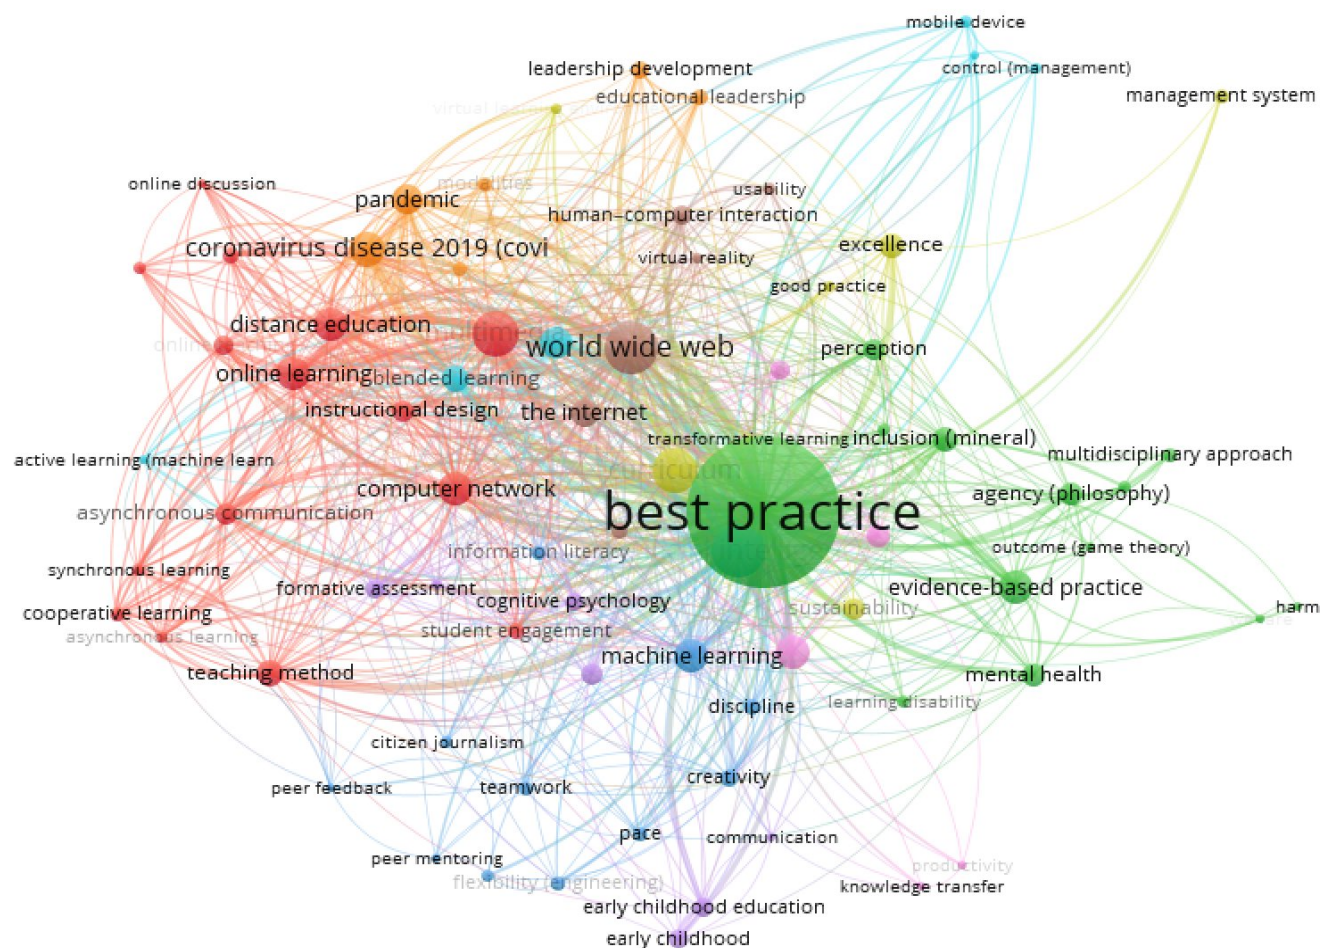 mobile device
leadership development
control (management)
educational leadership
management system
virtual learning
online discussion
modalities
usability
pandemic
human–computer interaction
coronavirus disease 2019 (covi
excellence
virtual reality
good practice
distance education
multimedia
world wide web
perception
online learning
blended learning
instructional design
the internet
transformative learning
inclusion (mineral)
multidisciplinary approach
active learning (machine learn
curriculum
computer network
agency (philosophy)
asynchronous communication
best practice
information literacy
outcome (game theory)
synchronous learning
formative assessment
evidence-based practice
cognitive psychology
sustainability
harm
cooperative learning
student engagement
asynchronous learning
machine learning
teaching method
mental health
learning disability
discipline
citizen journalism
creativity
peer feedback
teamwork
pace
communication
peer mentoring
productivity
flexibility (engineering)
knowledge transfer
early childhood education
early childhood